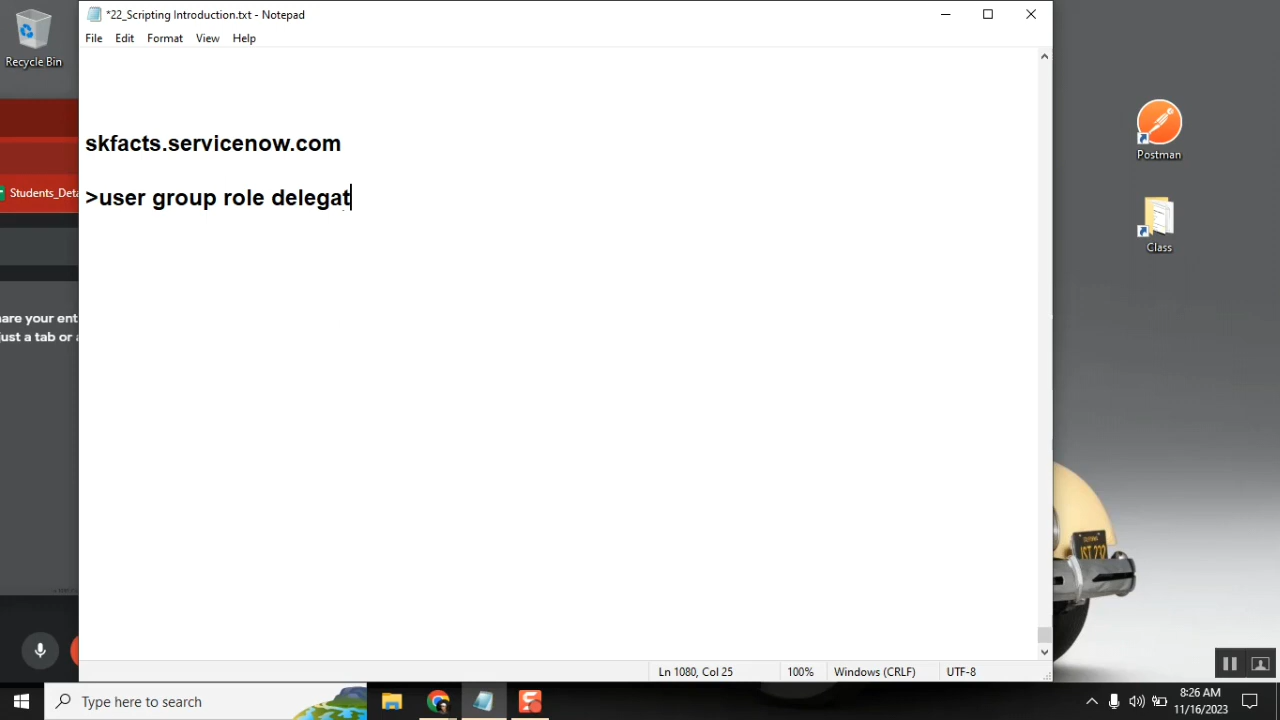 *22_Scripting Introduction.txt - Notepad
File Edit Format View Help
Recycle Bin
skfacts.servicenow.com
>user group role delegat
Postman
Students_Deta
Class
are your ent
just a tab or a
Ln 1080, Col 25 100% Windows (CRLF) UTF-8
Type here to search
8:26 AM
11/16/2023